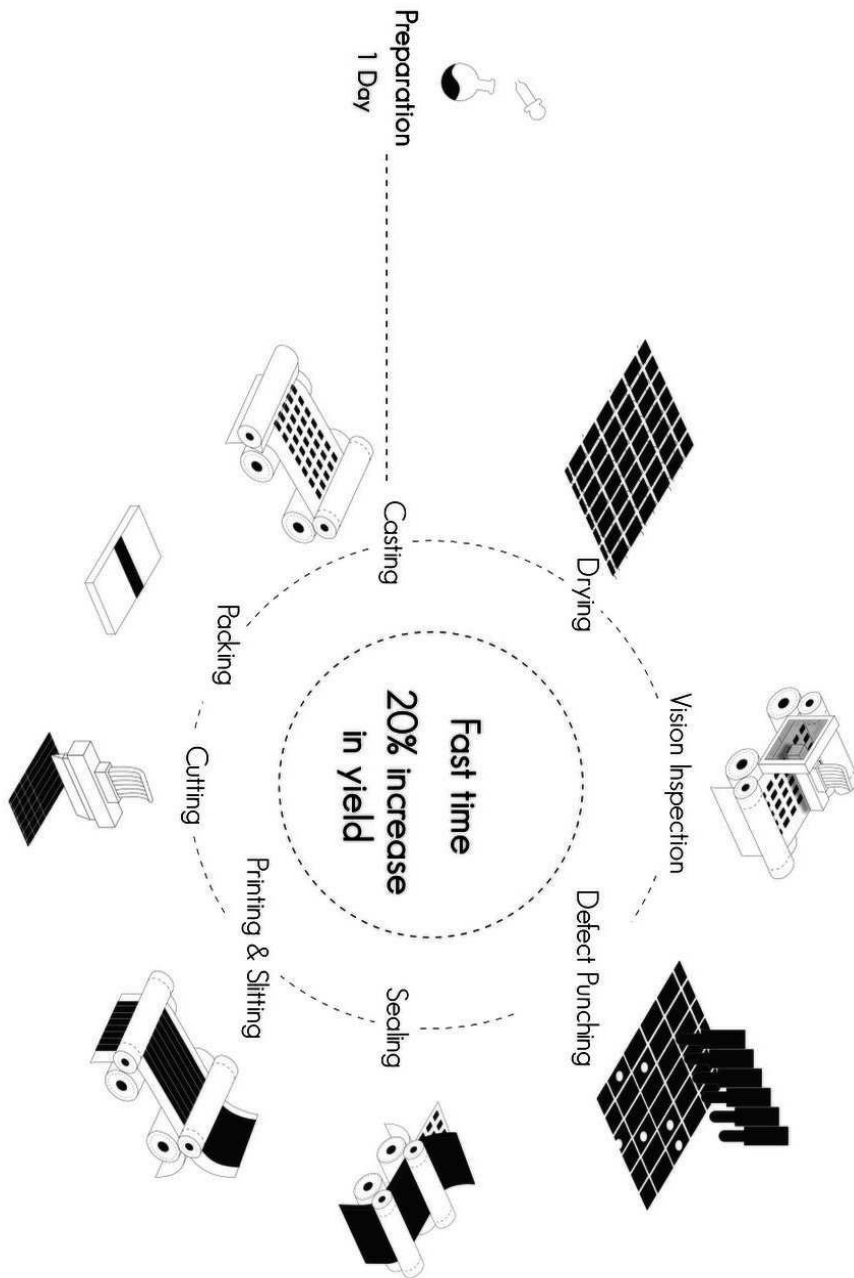 Preparation
1 Day
Casting
Drying
Vision Inspection
Defect Punching
Sealing
Printing & Slitting
Cutting
Packing
Fast time
20% increase
in yield